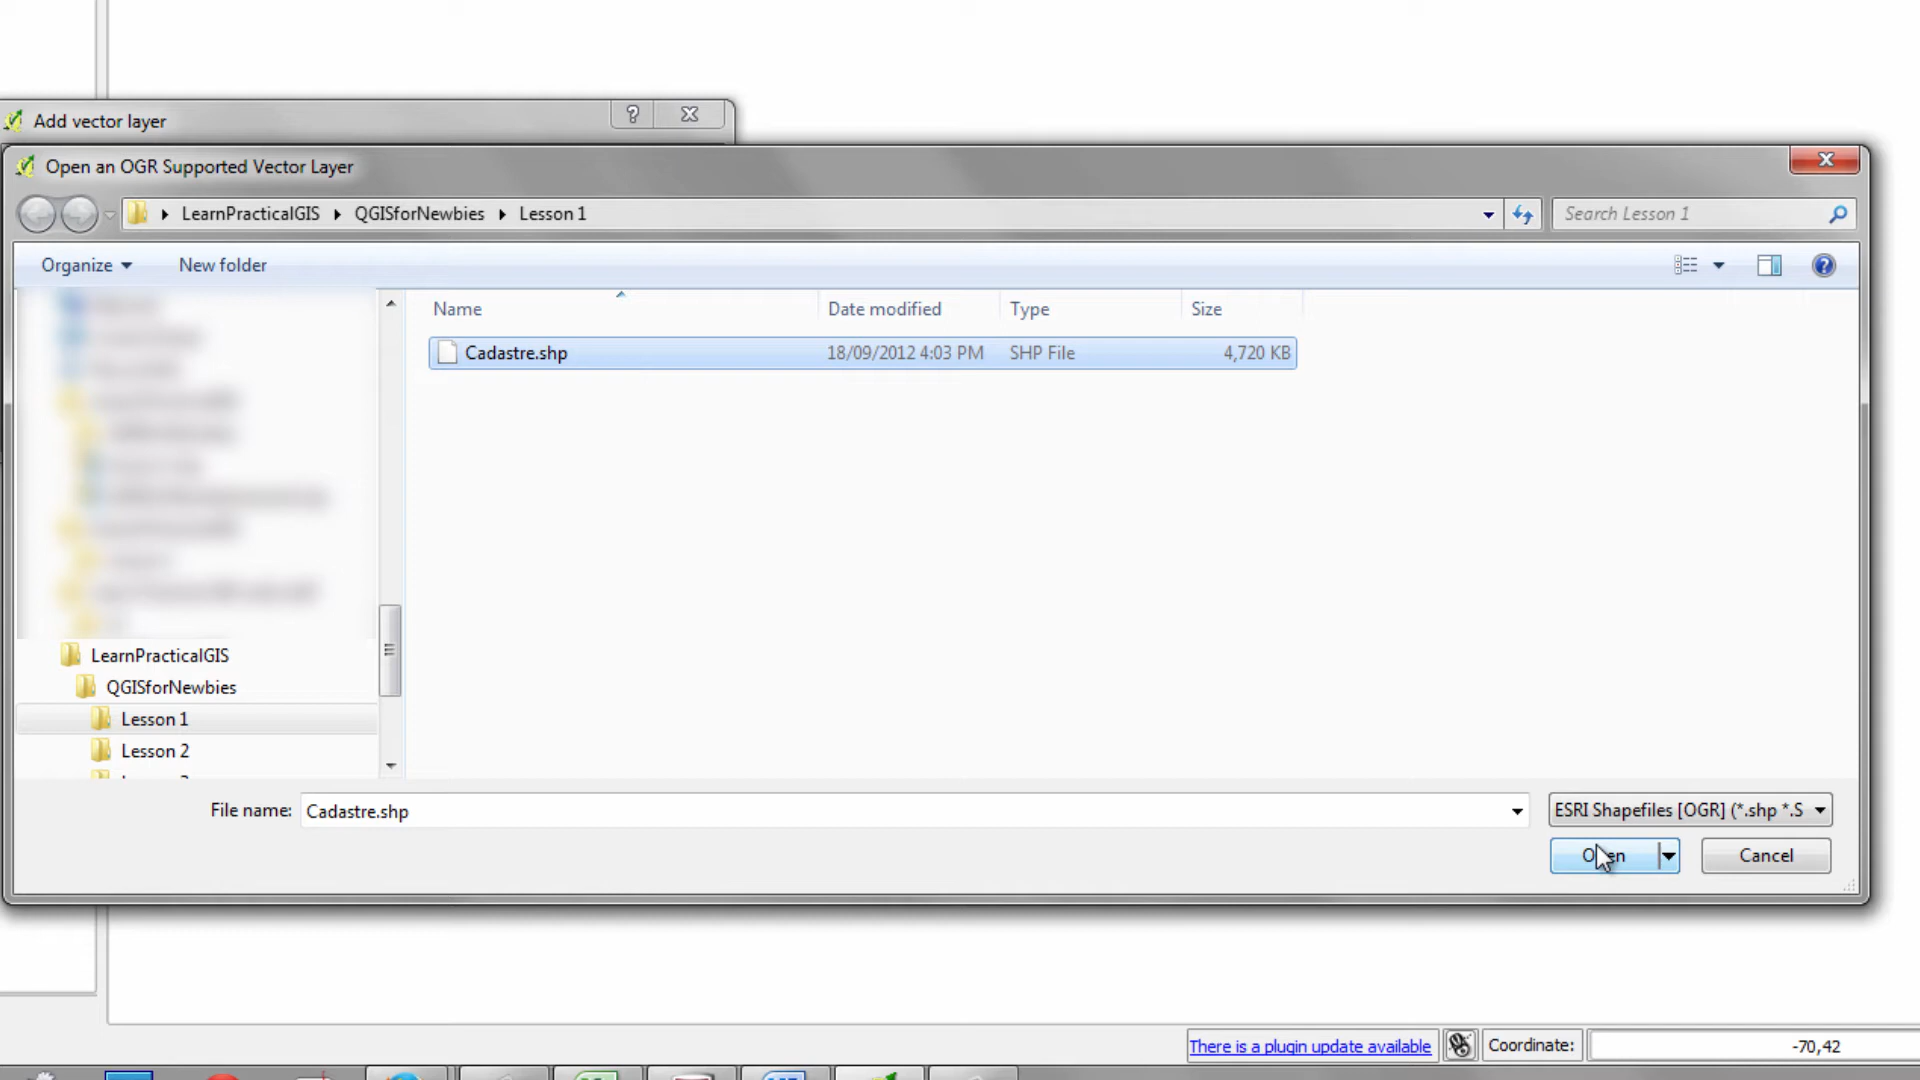 Add vector layer
Open an OGR Supported Vector Layer
LearnPracticalGIS QGISforNewbies Lesson 1 Search Lesson 1
Organize New folder
Name Date modified Type Size
Cadastre.shp 18/09/2012 4:03 PM SHP File 4,720 KB
LearnPracticalGIS
QGISforNewbies
Lesson 1
Lesson 2
File name: Cadastre.shp ESRI Shapefiles [OGR] (*.shp *.S
Open Cancel
There is a plugin update available Coordinate: -70,42